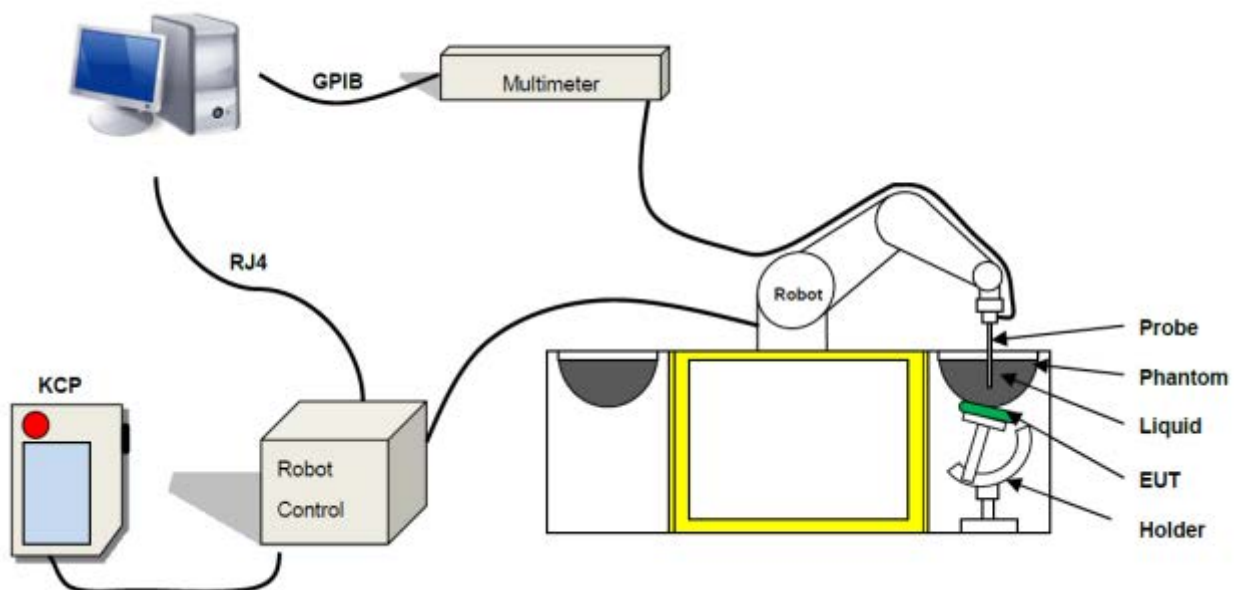 GPIB
Multimeter
RJ4
Robot
KCP
Robot
Control
Probe
Phantom
Liquid
EUT
Holder